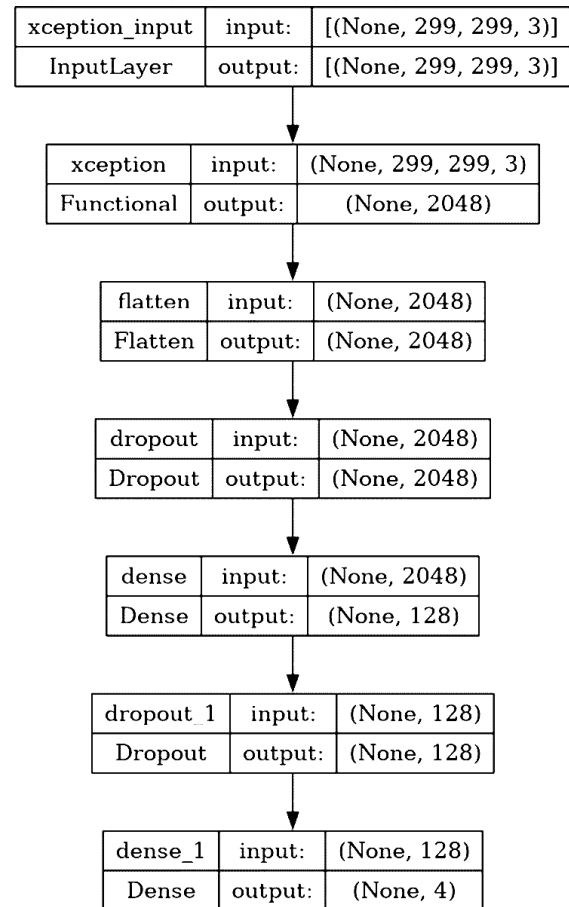 xception_input input: [(None, 299, 299, 3)]
InputLayer output: [(None, 299, 299, 3)]
xception input: (None, 299, 299, 3)
Functional output: (None, 2048)
flatten input: (None, 2048)
Flatten output: (None, 2048)
dropout input: (None, 2048)
Dropout output: (None, 2048)
dense input: (None, 2048)
Dense output: (None, 128)
dropout_1 input: (None, 128)
Dropout output: (None, 128)
dense_1 input: (None, 128)
Dense output: (None, 4)